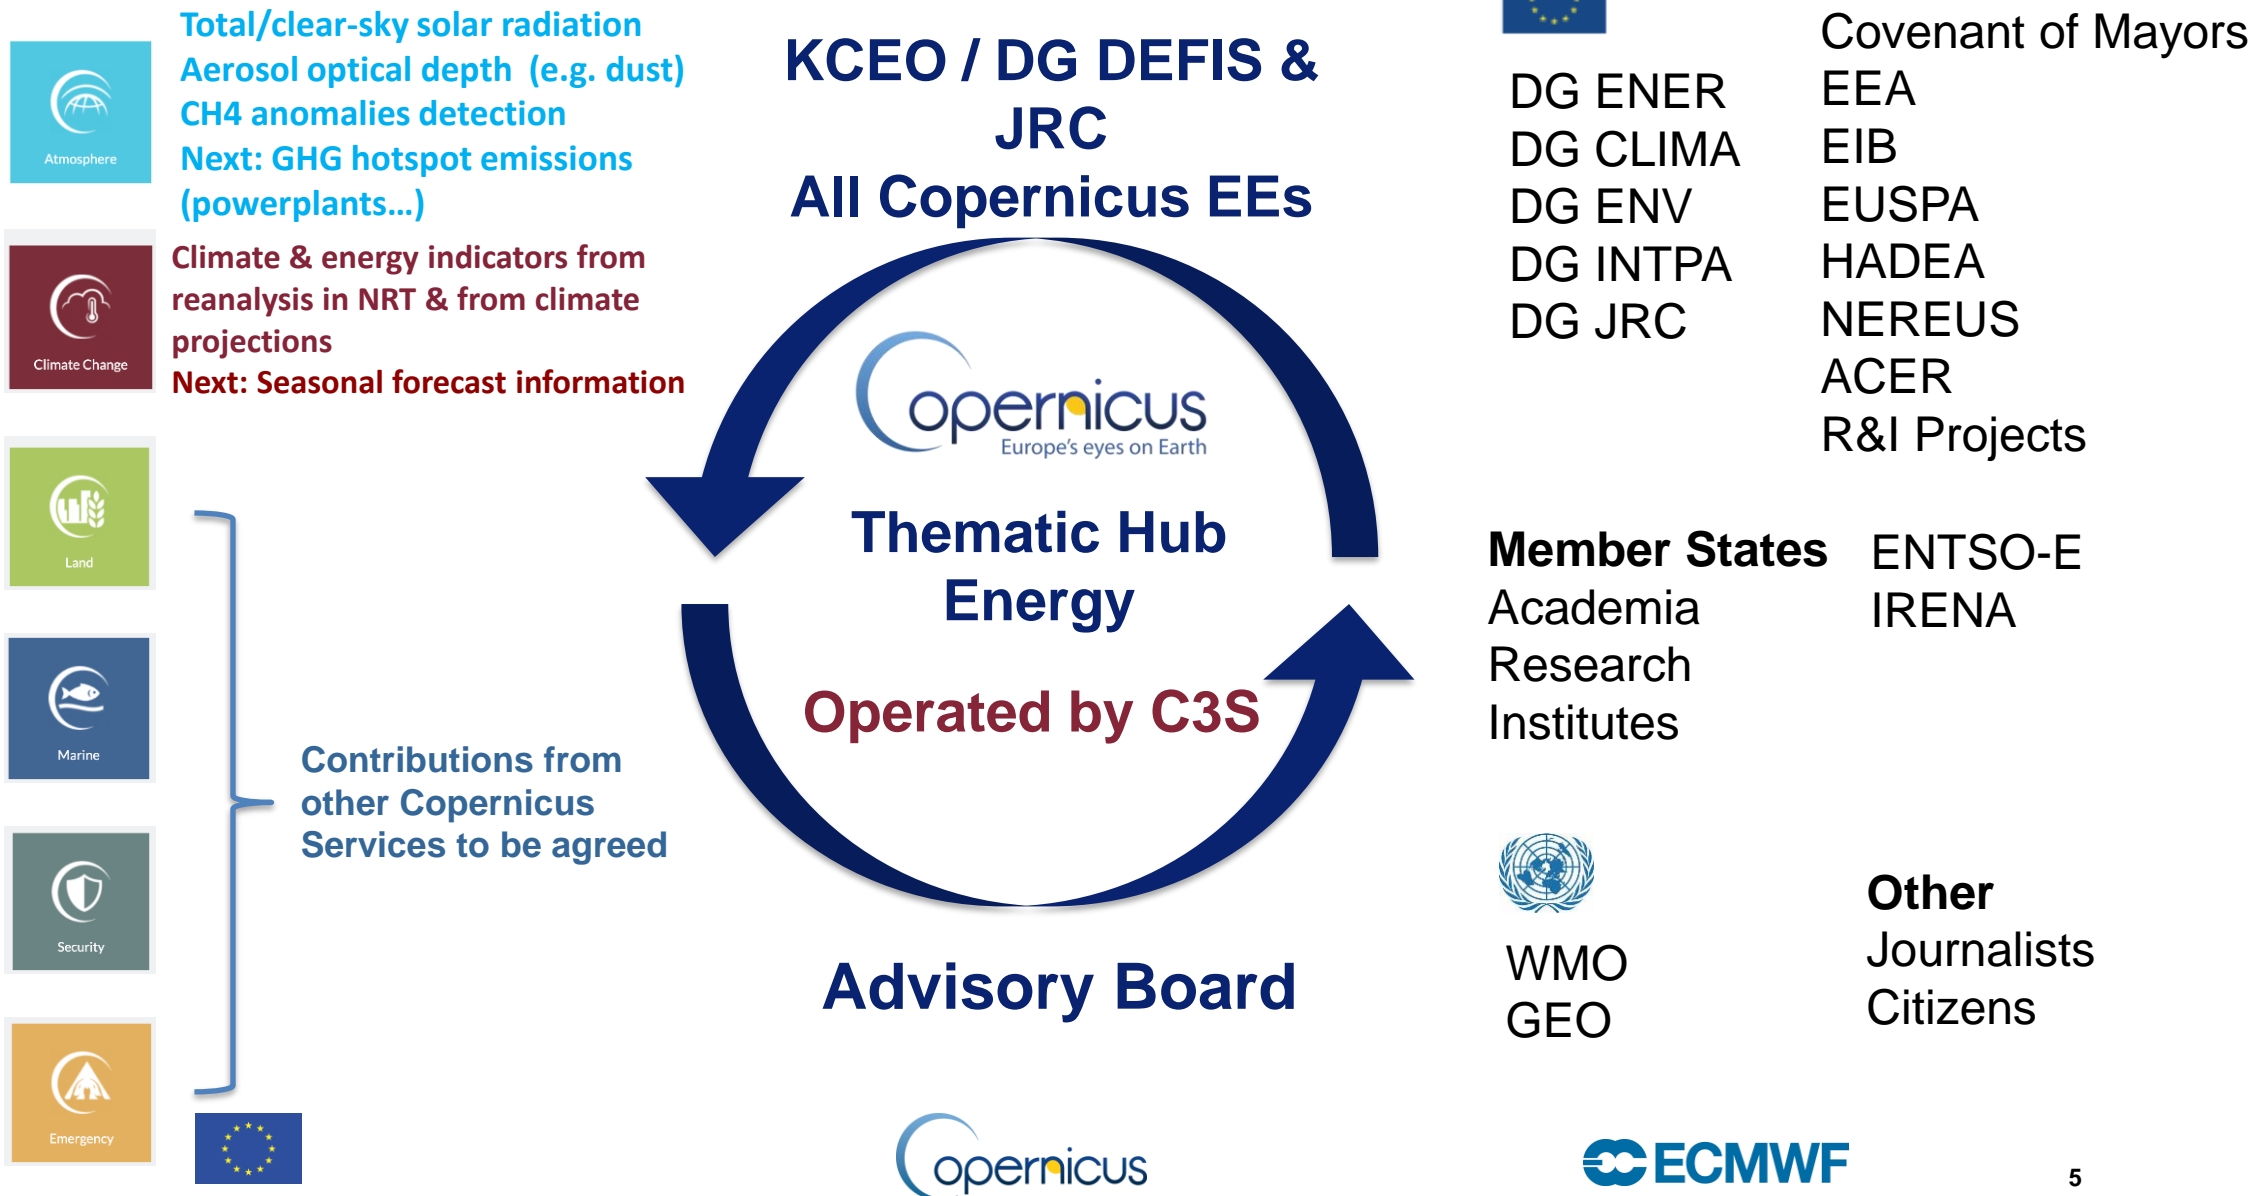 Total/clear-sky solar radiation
Aerosol optical depth (e.g. dust)
CH4 anomalies detection
Next: GHG hotspot emissions
(powerplants...)
Atmosphere
Climate & energy indicators from
reanalysis in NRT & from climate
projections
Next: Seasonal forecast information
Climate Change
Land
Marine
Security
Emergency
Contributions from
other Copernicus
Services to be agreed
KCEO / DG DEFIS &
JRC
All Copernicus EEs
opernicus
Europe's eyes on Earth
Thematic Hub
Energy
Operated by C3S
Advisory Board
DG ENER
DG CLIMA
DG ENV
DG INTPA
DG JRC
Covenant of Mayors
EEA
EIB
EUSPA
HADEA
NEREUS
ACER
R&I Projects
Member States
Academia
Research
Institutes
ENTSO-E
IRENA
WMO
GEO
Other
Journalists
Citizens
opernicus
ECMWF
5